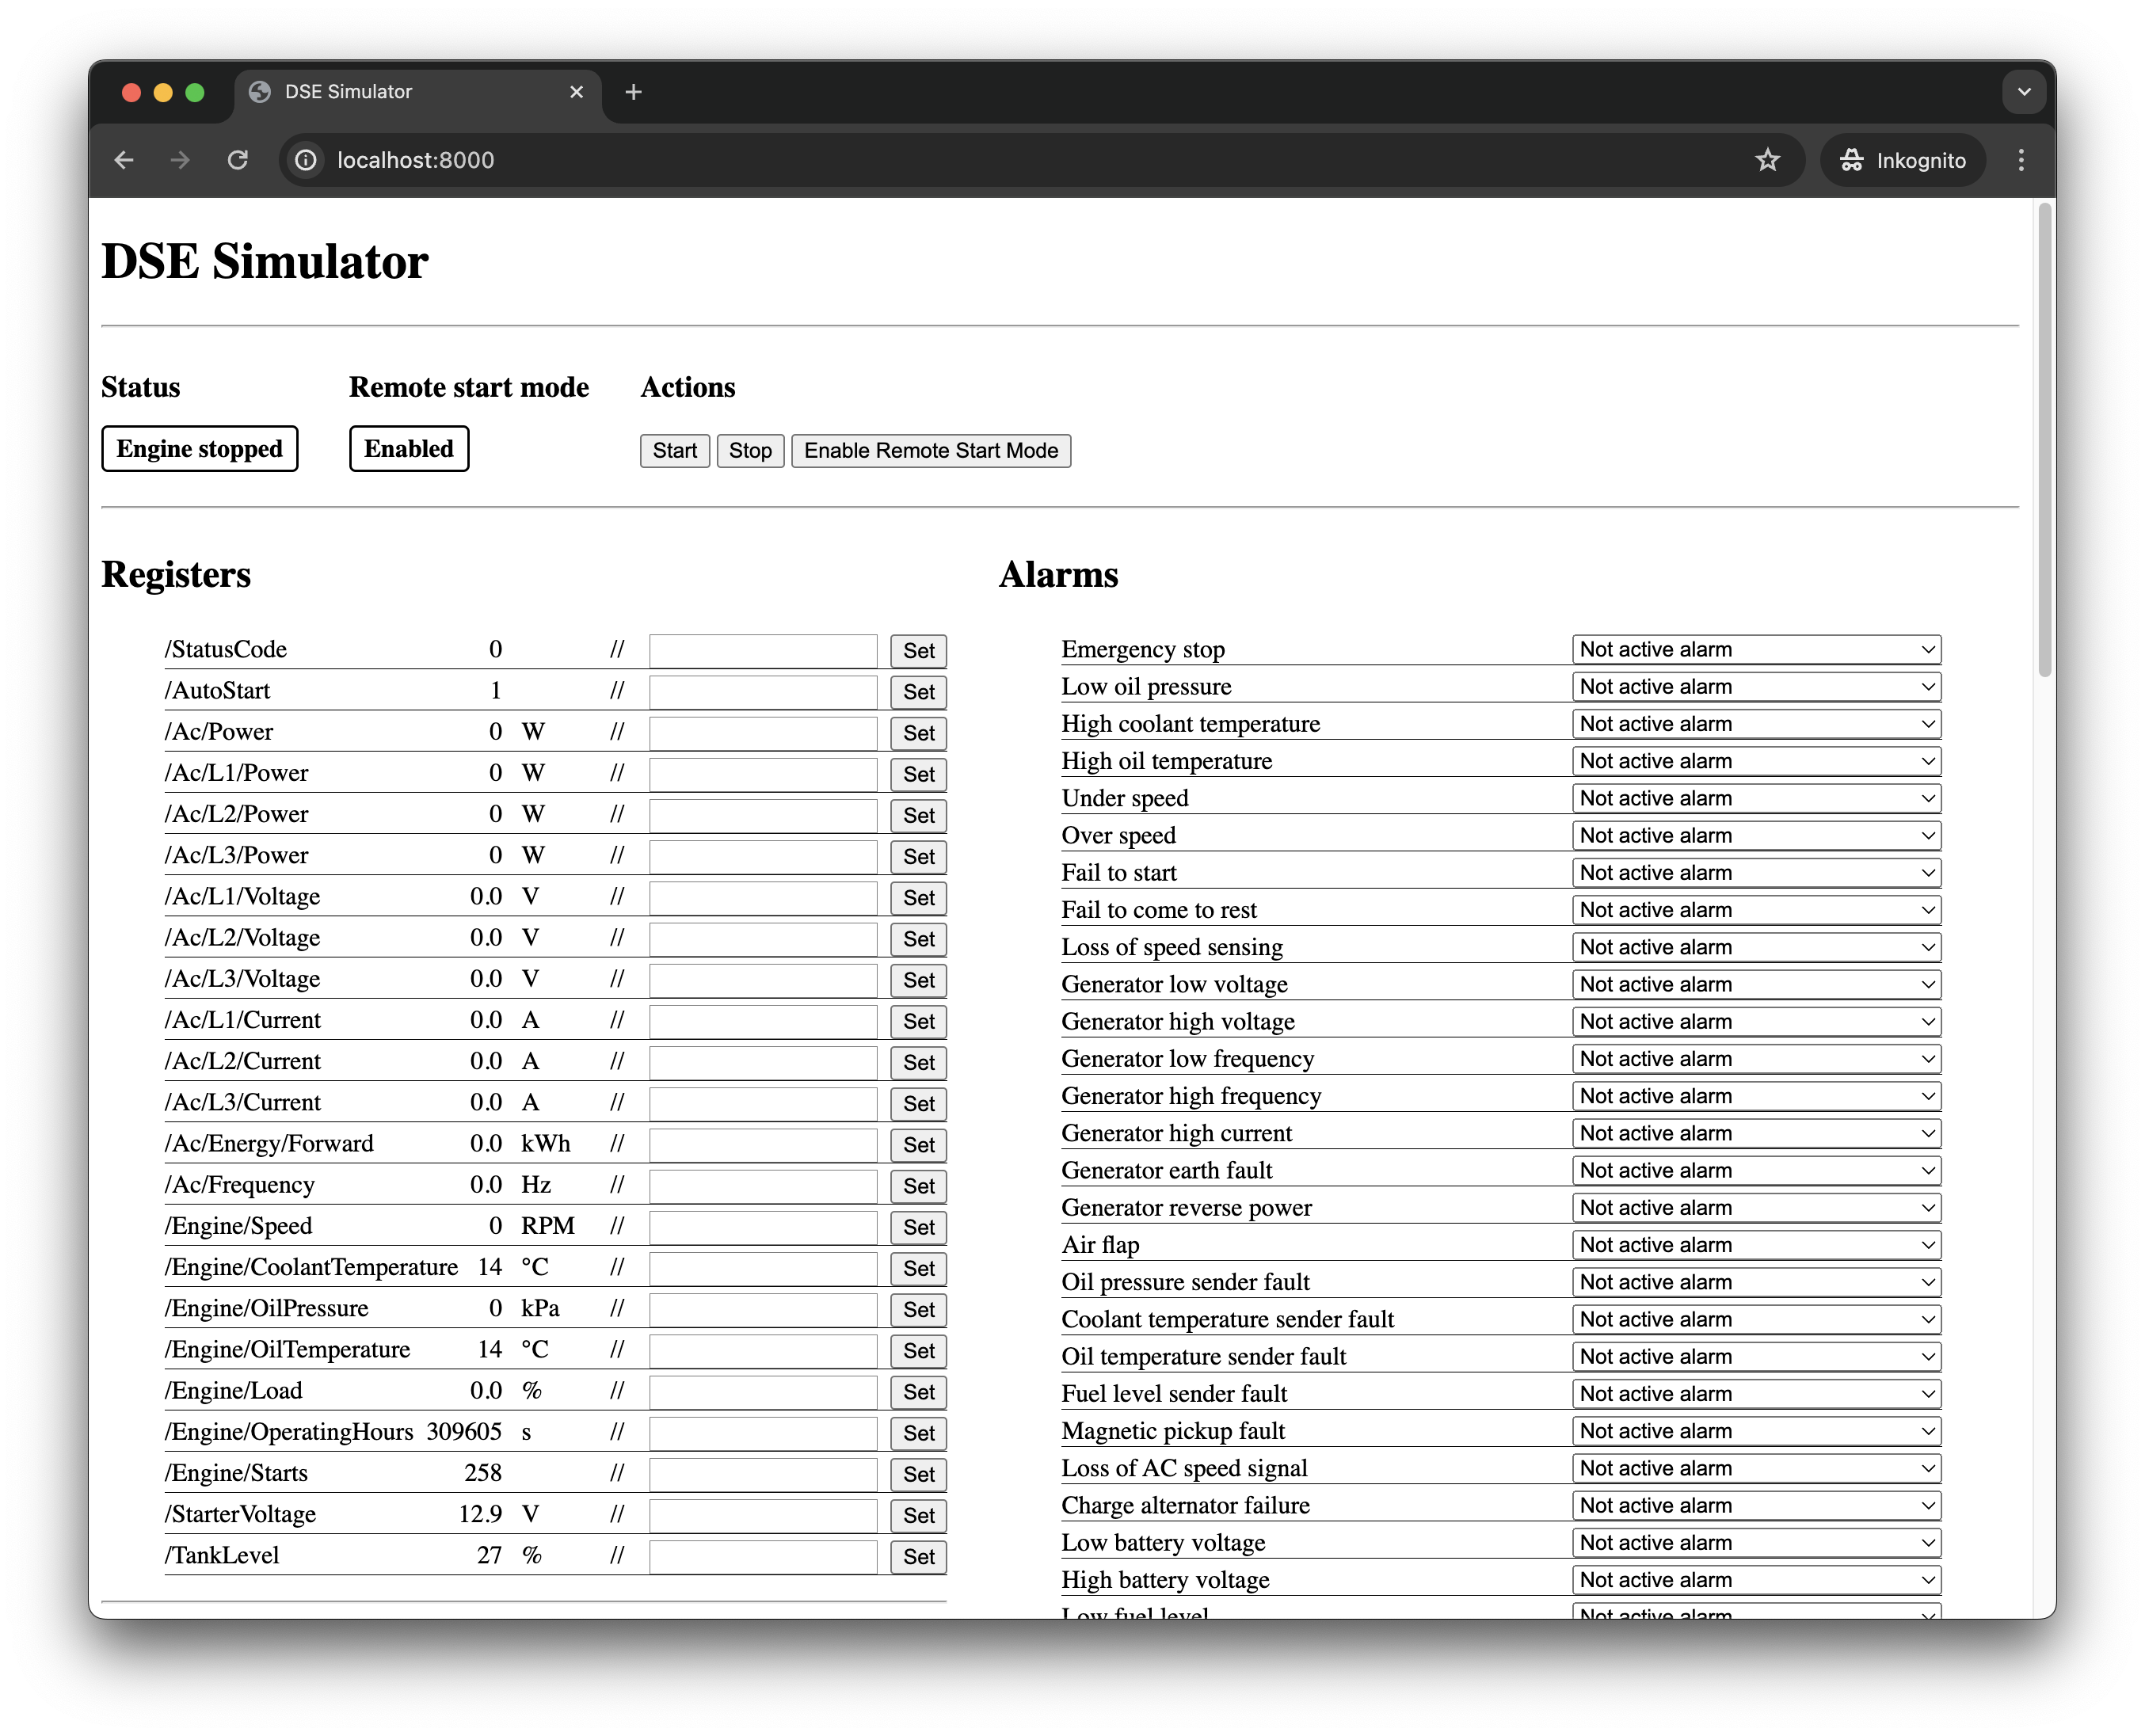 DSE Simulator
localhost:8000
Inkognito
DSE Simulator
Status Remote start mode Actions
Engine stopped Enabled Start Stop Enable Remote Start Mode
Registers
/StatusCode 0 // Set
/AutoStart 1 // Set
/Ac/Power 0 W // Set
/Ac/L1/Power 0 W // Set
/Ac/L2/Power 0 W // Set
/Ac/L3/Power 0 W // Set
/Ac/L1/Voltage 0.0 V // Set
/Ac/L2/Voltage 0.0 V // Set
/Ac/L3/Voltage 0.0 V // Set
/Ac/L1/Current 0.0 A // Set
/Ac/L2/Current 0.0 A // Set
/Ac/L3/Current 0.0 A // Set
/Ac/Energy/Forward 0.0 kWh // Set
/Ac/Frequency 0.0 Hz // Set
/Engine/Speed 0 RPM // Set
/Engine/CoolantTemperature 14 °C // Set
/Engine/OilPressure 0 kPa // Set
/Engine/OilTemperature 14 °C // Set
/Engine/Load 0.0 % // Set
/Engine/OperatingHours 309605 s // Set
/Engine/Starts 258 // Set
/StarterVoltage 12.9 V // Set
/TankLevel 27 % // Set
Alarms
Emergency stop Not active alarm
Low oil pressure Not active alarm
High coolant temperature Not active alarm
High oil temperature Not active alarm
Under speed Not active alarm
Over speed Not active alarm
Fail to start Not active alarm
Fail to come to rest Not active alarm
Loss of speed sensing Not active alarm
Generator low voltage Not active alarm
Generator high voltage Not active alarm
Generator low frequency Not active alarm
Generator high frequency Not active alarm
Generator high current Not active alarm
Generator earth fault Not active alarm
Generator reverse power Not active alarm
Air flap Not active alarm
Oil pressure sender fault Not active alarm
Coolant temperature sender fault Not active alarm
Oil temperature sender fault Not active alarm
Fuel level sender fault Not active alarm
Magnetic pickup fault Not active alarm
Loss of AC speed signal Not active alarm
Charge alternator failure Not active alarm
Low battery voltage Not active alarm
High battery voltage Not active alarm
Low fuel level Not active alarm